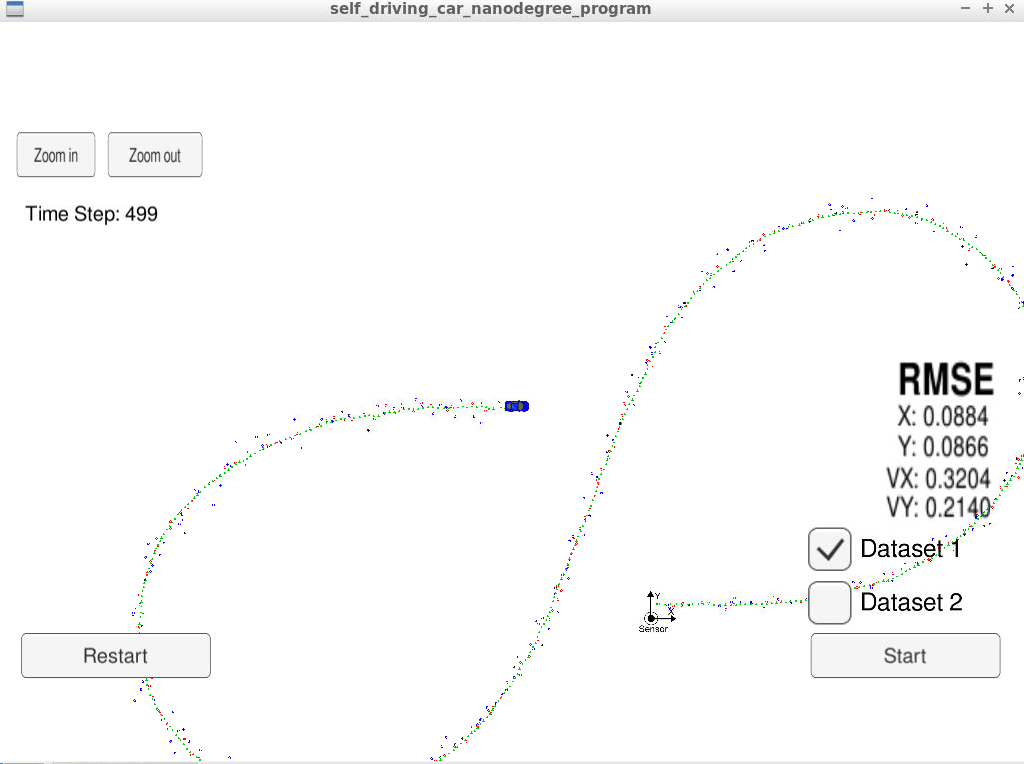 self_driving_car_nanodegree_program
Zoom in
Zoom out
Time Step: 499
RMSE
X: 0.0884
Y: 0.0866
VX: 0.3204
VY: 0.2140
Dataset 1
Dataset 2
Y
X
Sensor
Restart
Start